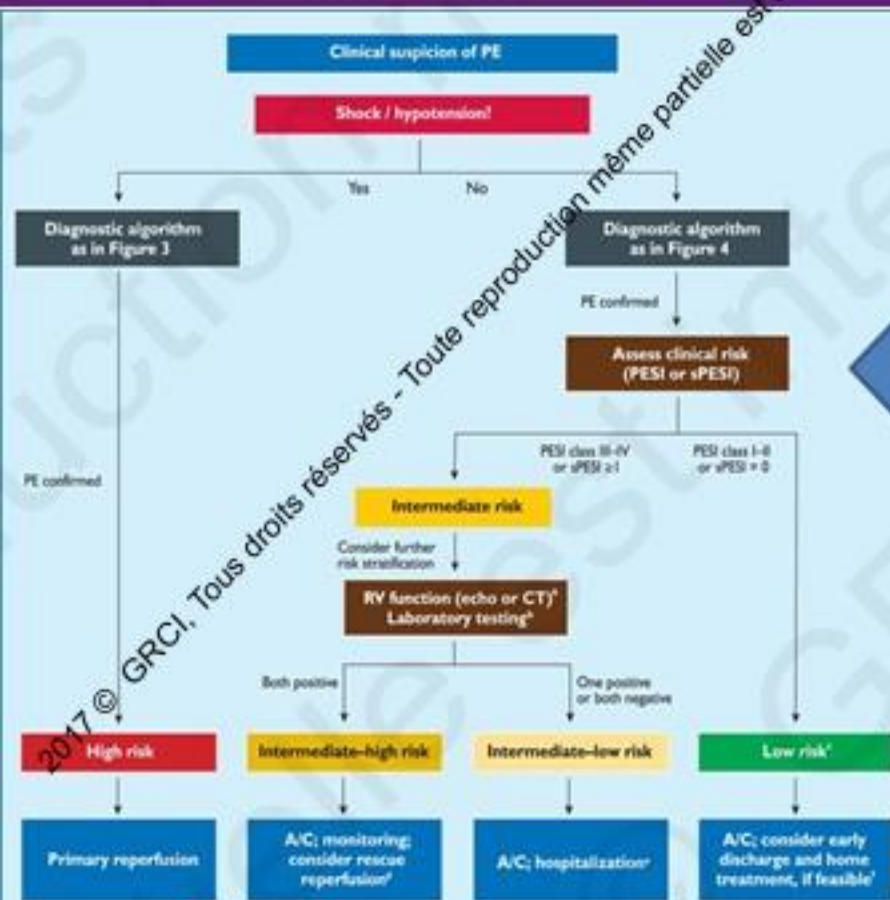 Clinical suspicion of PE
Shock / hypotension?
Yes
No
Diagnostic algorithm
as in Figure 3
Diagnostic algorithm
as in Figure 4
PE confirmed
Assess clinical risk
(PESI or sPESI)
PESI class III–IV
or sPESI ≥1
PESI class I–II
or sPESI = 0
PE confirmed
Intermediate risk
Consider further
risk stratification
RV function (echo or CT)
Laboratory testing
Both positive
One positive
or both negative
High risk
Intermediate–high risk
Intermediate–low risk
Low risk
Primary reperfusion
A/C; monitoring;
consider rescue
reperfusion
A/C; hospitalization
A/C; consider early
discharge and home
treatment, if feasible
2017 © GRCI, Tous droits réservés - Toute reproduction même partielle est